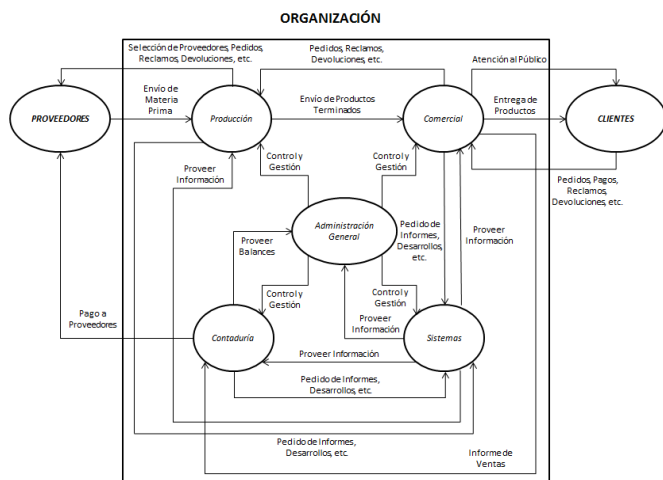 ORGANIZACIÓN
Selección de Proveedores, Pedidos,
Reclamos, Devoluciones, etc.
Pedidos, Reclamos,
Devoluciones, etc.
Atención al Público
PROVEEDORES
Envío de
Materia
Prima
Producción
Envío de Productos
Terminados
Comercial
Entrega de
Productos
CLIENTES
Proveer
Información
Control y
Gestión
Control y
Gestión
Pedidos, Pagos,
Reclamos,
Devoluciones, etc.
Administración
General
Proveer
Balances
Pedido de
Informes,
Desarrollos,
etc.
Proveer
Información
Control y
Gestión
Control y
Gestión
Pago a
Proveedores
Contaduría
Proveer
Información
Sistemas
Proveer Información
Pedido de Informes,
Desarrollos, etc.
Pedido de Informes,
Desarrollos, etc.
Informe de
Ventas